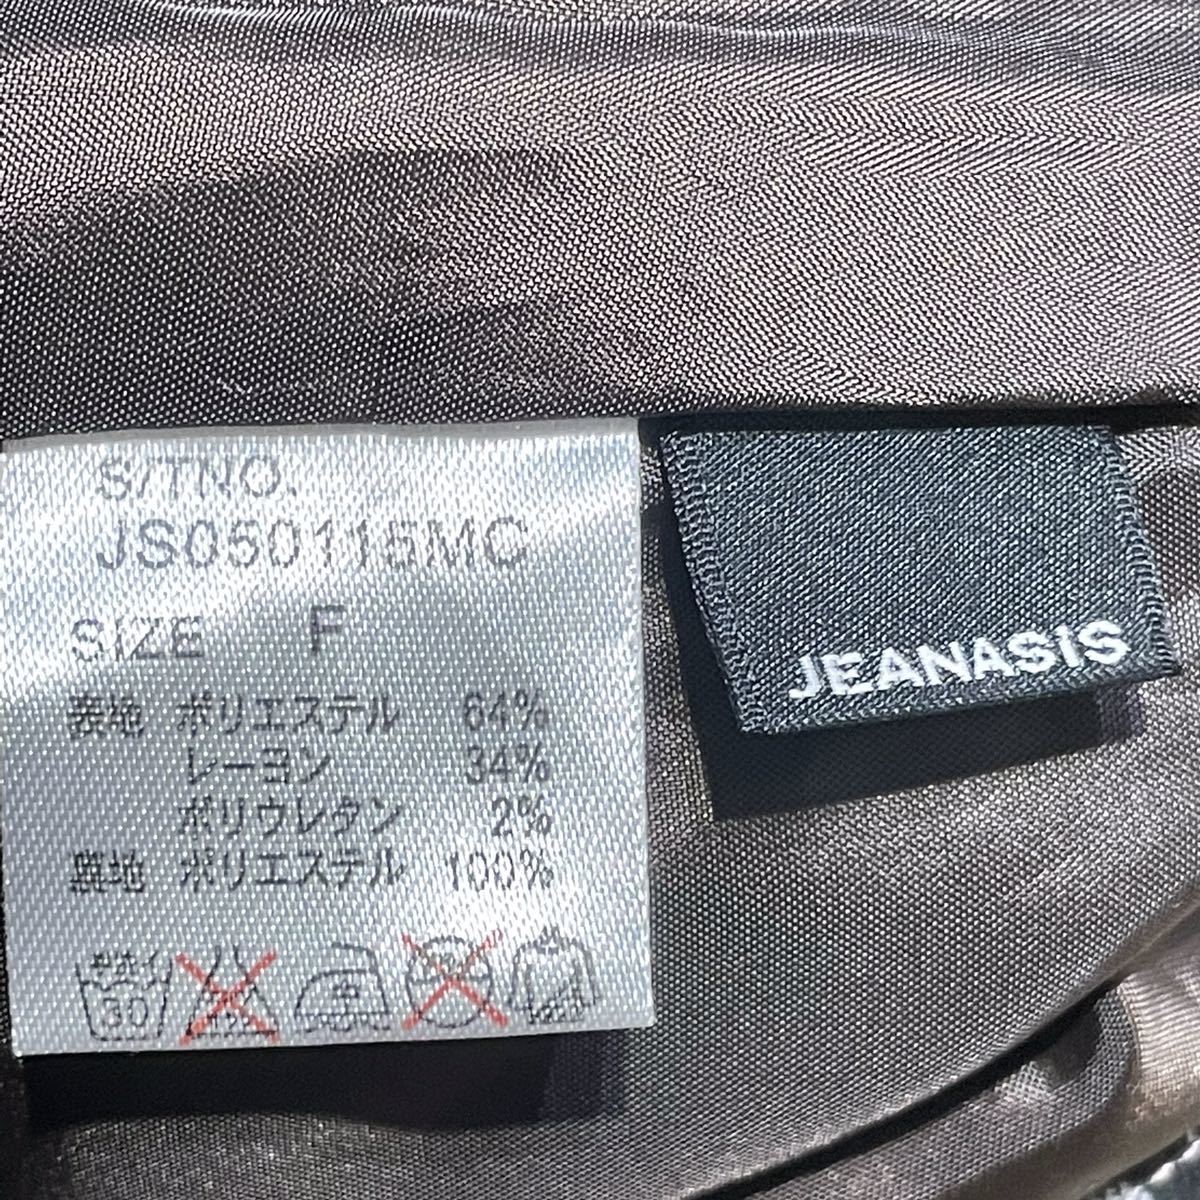 S/TNO.
JS050115MC
SIZE F
表地 ポリエステル 64%
レーヨン 34%
ポリウレタン 2%
裏地 ポリエステル 100%
30
中
JEANASiS